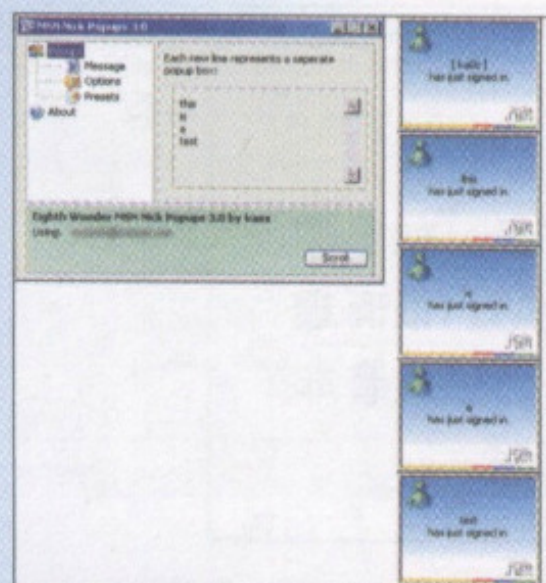 MSN Nick Popups 3.0
Message
Options
Presets
About
Each new line represents a seperate
popup box:
this
is
a
test
Eighth Wonder MSN Nick Popups 3.0 by
Using:
Scroll
has just signed in.
this
has just signed in.
is
has just signed in.
a
has just signed in.
test
has just signed in.